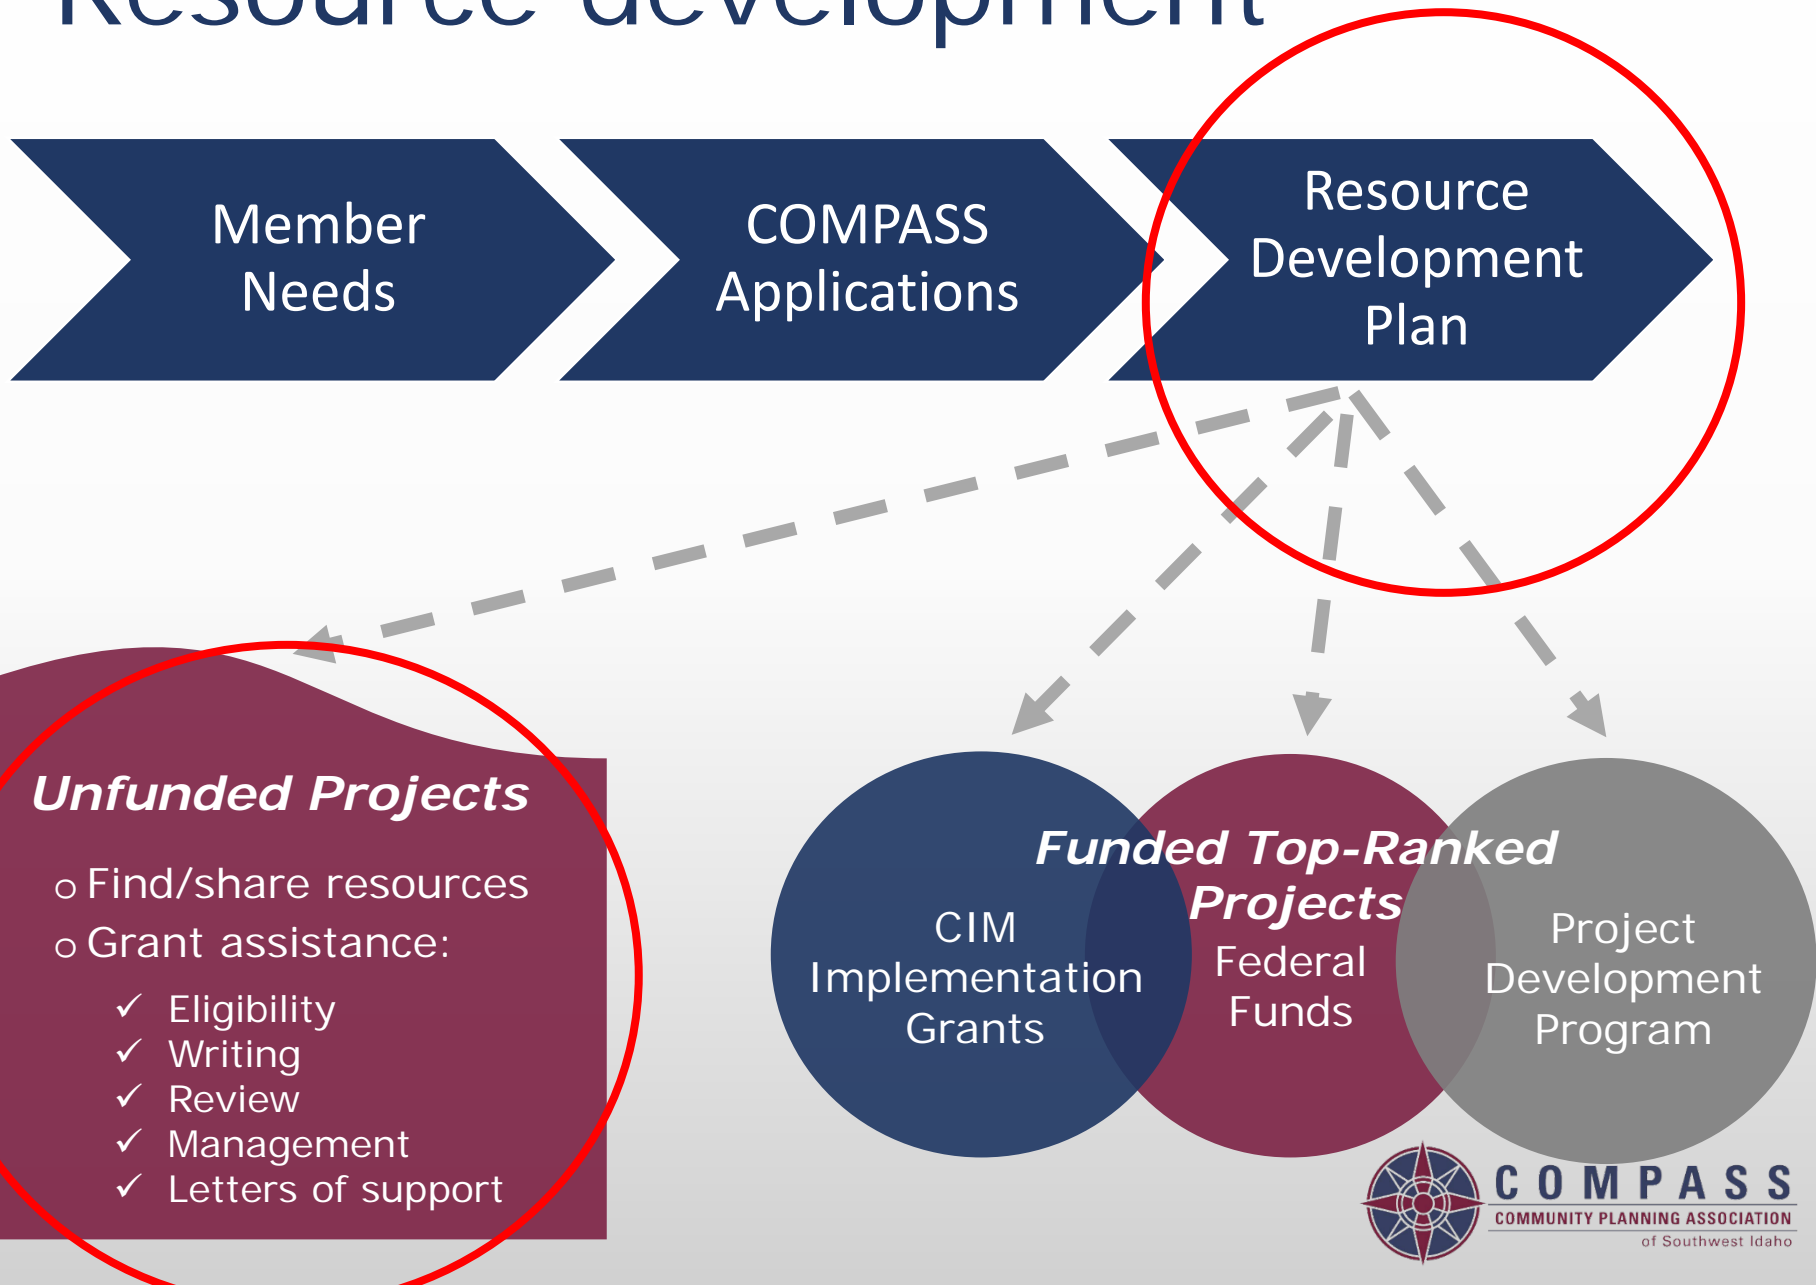 Resource development
Member
Needs
COMPASS
Applications
Resource
Development
Plan
Unfunded Projects
o Find/share resources
o Grant assistance:
✓ Eligibility
✓ Writing
✓ Review
✓ Management
✓ Letters of support
Funded Top-Ranked
Projects
CIM
Implementation
Grants
Federal
Funds
Project
Development
Program
COMPASS
COMMUNITY PLANNING ASSOCIATION
of Southwest Idaho